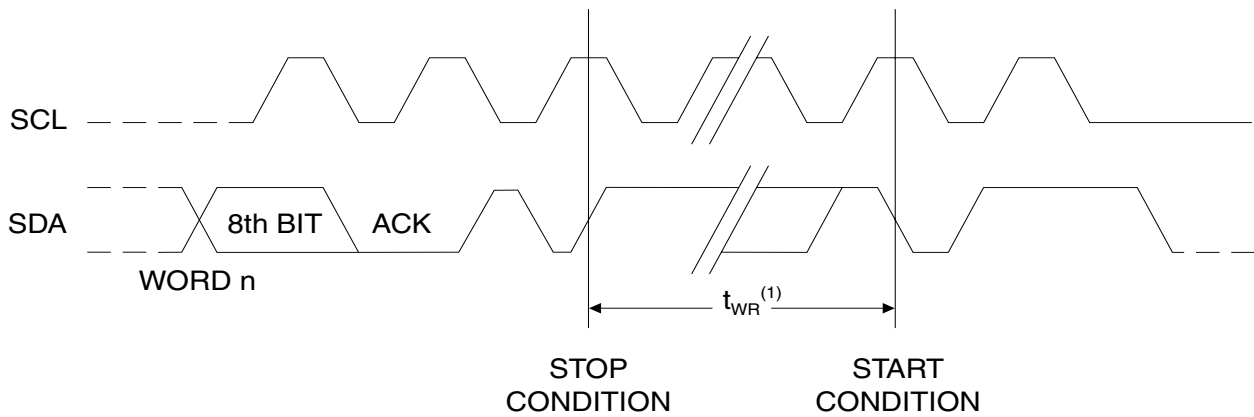 SCL
SDA
8th BIT
ACK
WORD n
tWR(1)
STOP
CONDITION
START
CONDITION